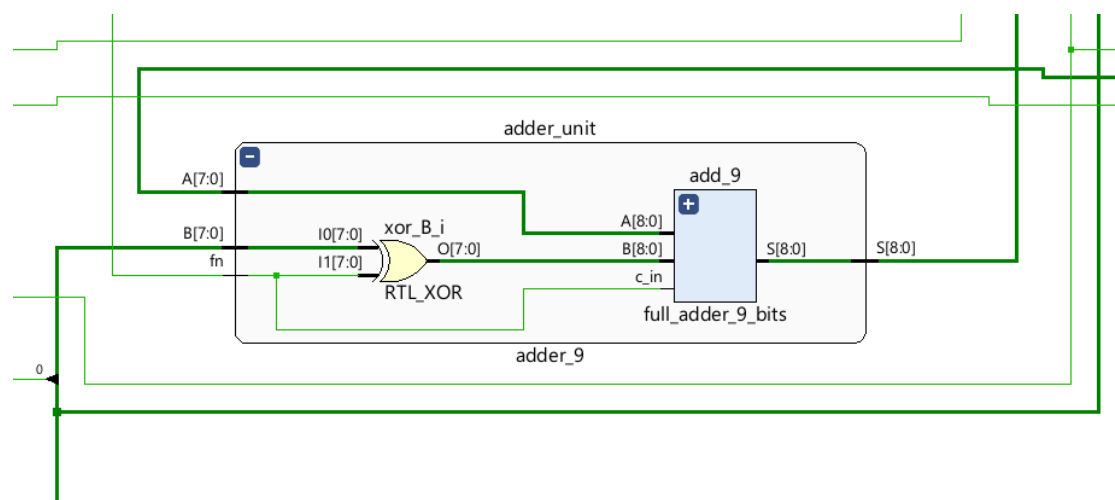 adder_unit
A[7:0]
add_9
B[7:0]
I0[7:0]
xor_B_i
O[7:0]
A[8:0]
B[8:0]
S[8:0]
S[8:0]
fn
I1[7:0]
c_in
RTL_XOR
full_adder_9_bits
adder_9
0